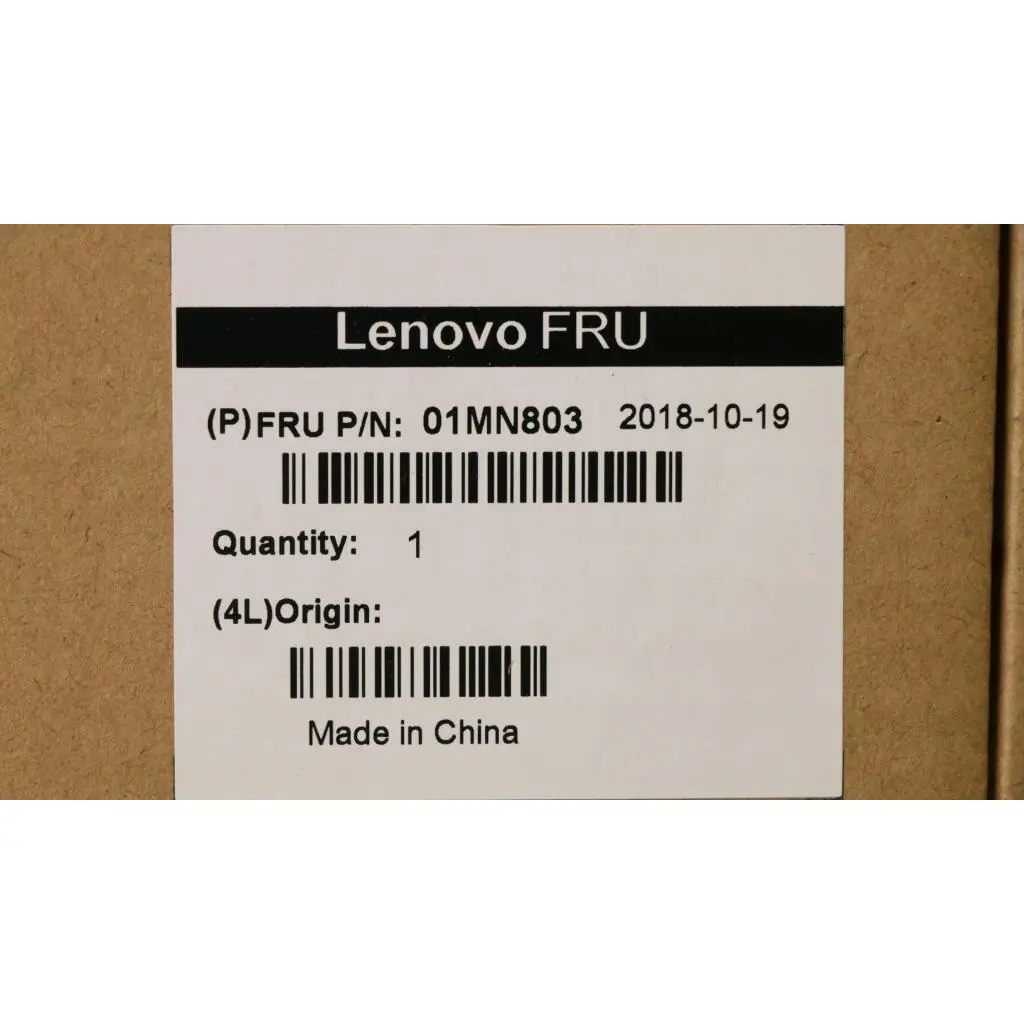 Lenovo FRU
(P)FRU P/N: 01MN803 2018-10-19
Quantity: 1
(4L)Origin:
Made in China